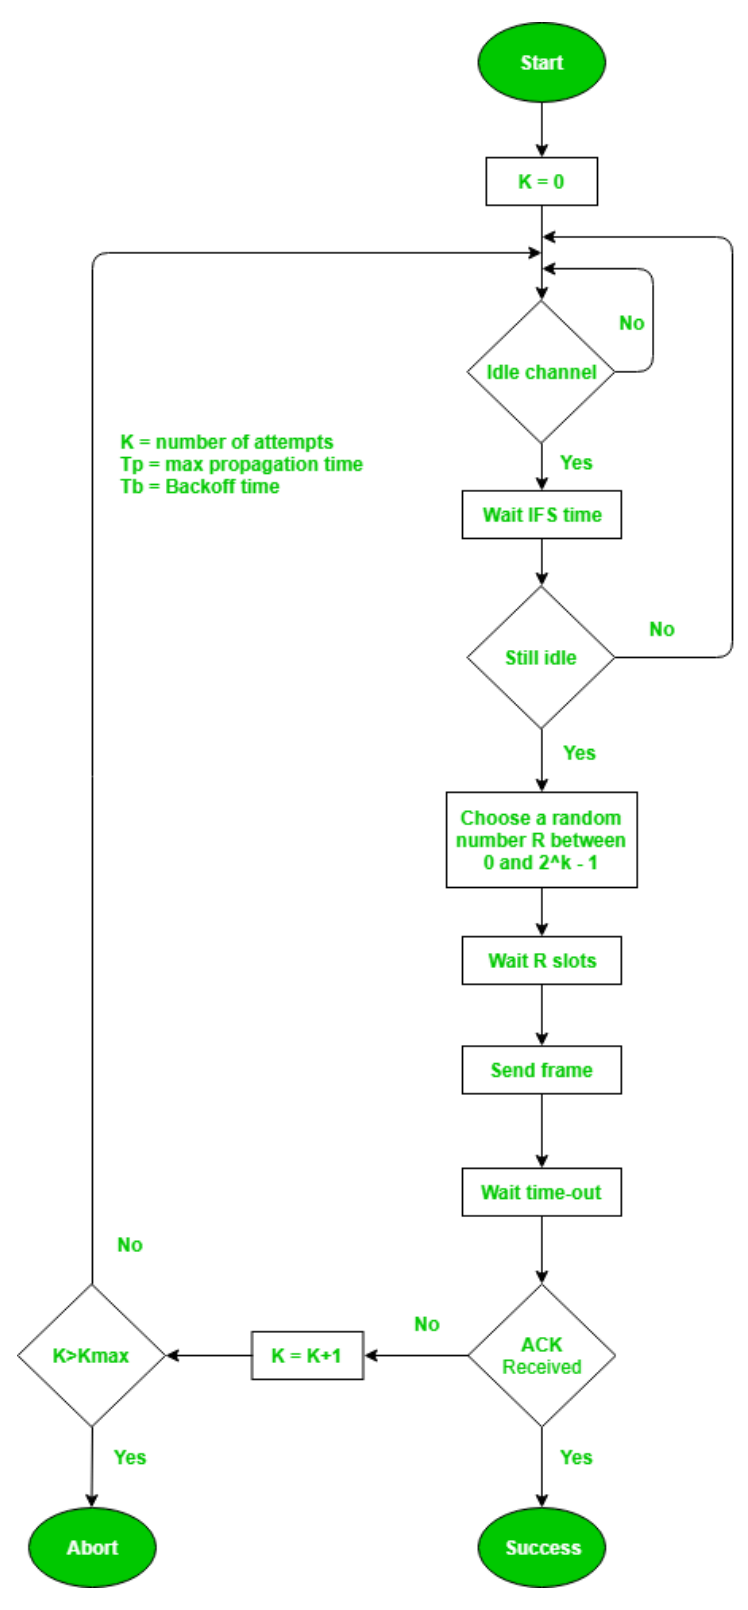 Start
K = 0
No
Idle channel
K = number of attempts
Tp = max propagation time
Tb = Backoff time
Yes
Wait IFS time
No
Still idle
Yes
Choose a random
number R between
0 and 2^k - 1
Wait R slots
Send frame
Wait time-out
No
No
ACK
Received
K = K+1
K>Kmax
Yes
Yes
Abort
Success